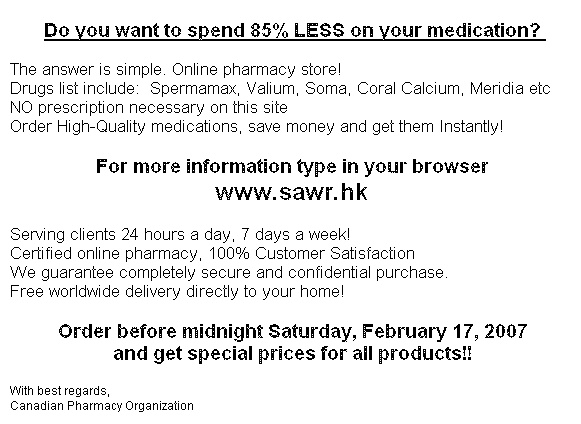 Do you want to spend 85% LESS on your medication?
The answer is simple. Online pharmacy store!
Drugs list include: Spermamax, Valium, Soma, Coral Calcium, Meridia etc
NO prescription necessary on this site
Order High-Quality medications, save money and get them Instantly!
For more information type in your browser
www.sawr.hk
Serving clients 24 hours a day, 7 days a week!
Certified online pharmacy, 100% Customer Satisfaction
We guarantee completely secure and confidential purchase.
Free worldwide delivery directly to your home!
Order before midnight Saturday, February 17, 2007
and get special prices for all products!!
With best regards,
Canadian Pharmacy Organization